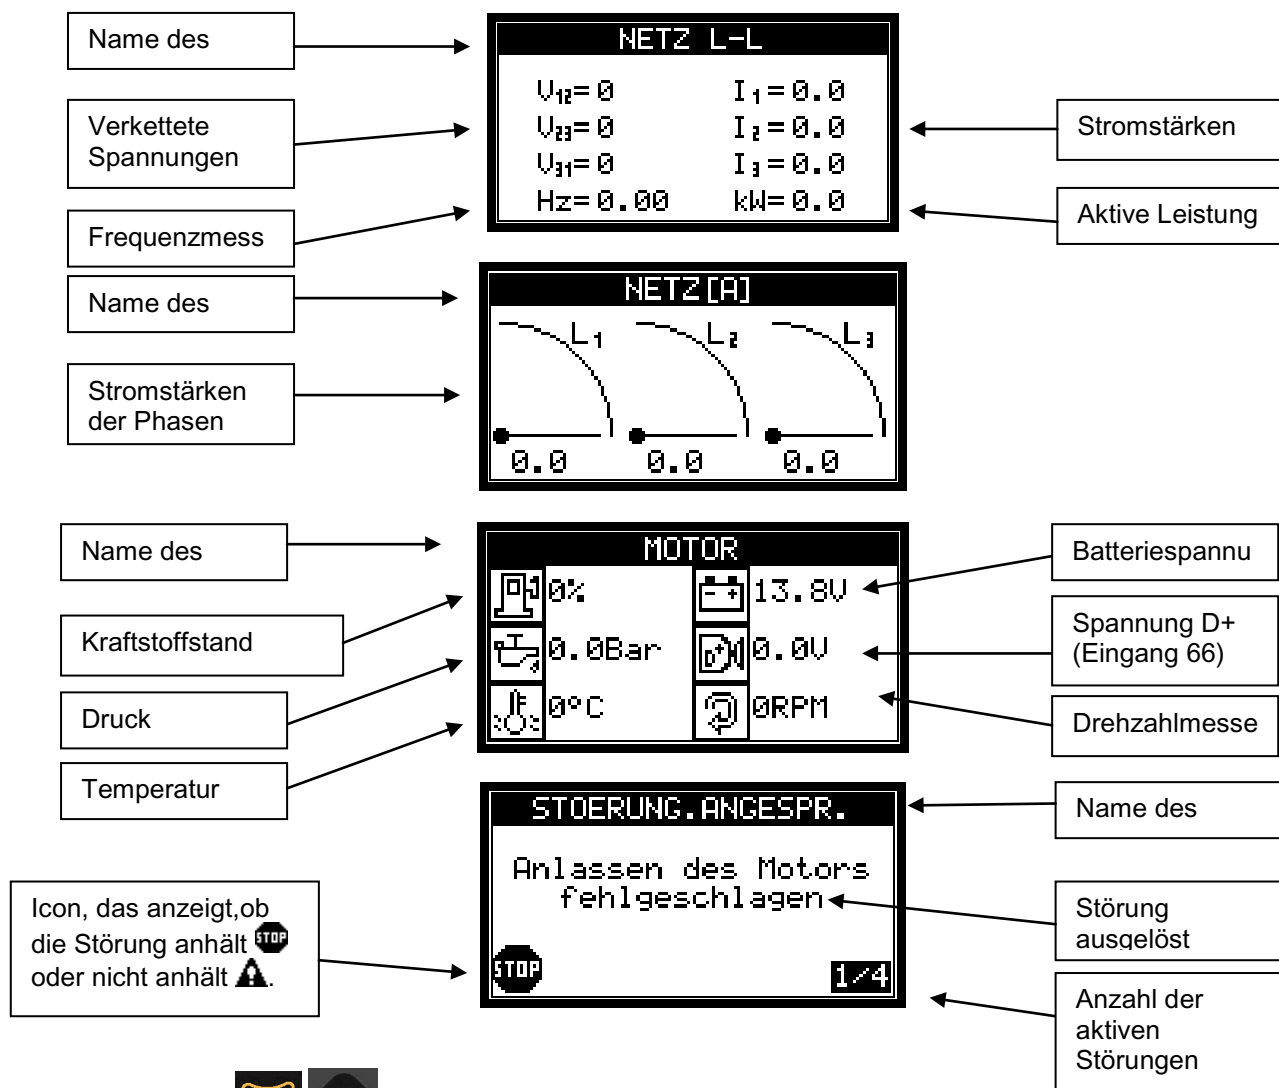 Name des
NETZ L-L
V12=0 I1=0.0
Verkettete
Spannungen
V23=0 I2=0.0
Stromstärken
V31=0 I3=0.0
Hz=0.00 kW=0.0
Frequenzmess
Aktive Leistung
Name des
NETZ[A]
L1 L2 L3
Stromstärken
der Phasen
0.0 0.0 0.0
Name des
MOTOR
Batteriespannu
0% 13.8V
Kraftstoffstand
Spannung D+
(Eingang 66)
0.0Bar D+ 0.0V
Druck
0°C 0RPM
Drehzahlmesse
Temperatur
STOERUNG.ANGESPR.
Name des
Anlassen des Motors
fehlgeschlagen
Störung
ausgelöst
Icon, das anzeigt,ob
die Störung anhält STOP
oder nicht anhält .
STOP 1/4
Anzahl der
aktiven
Störungen